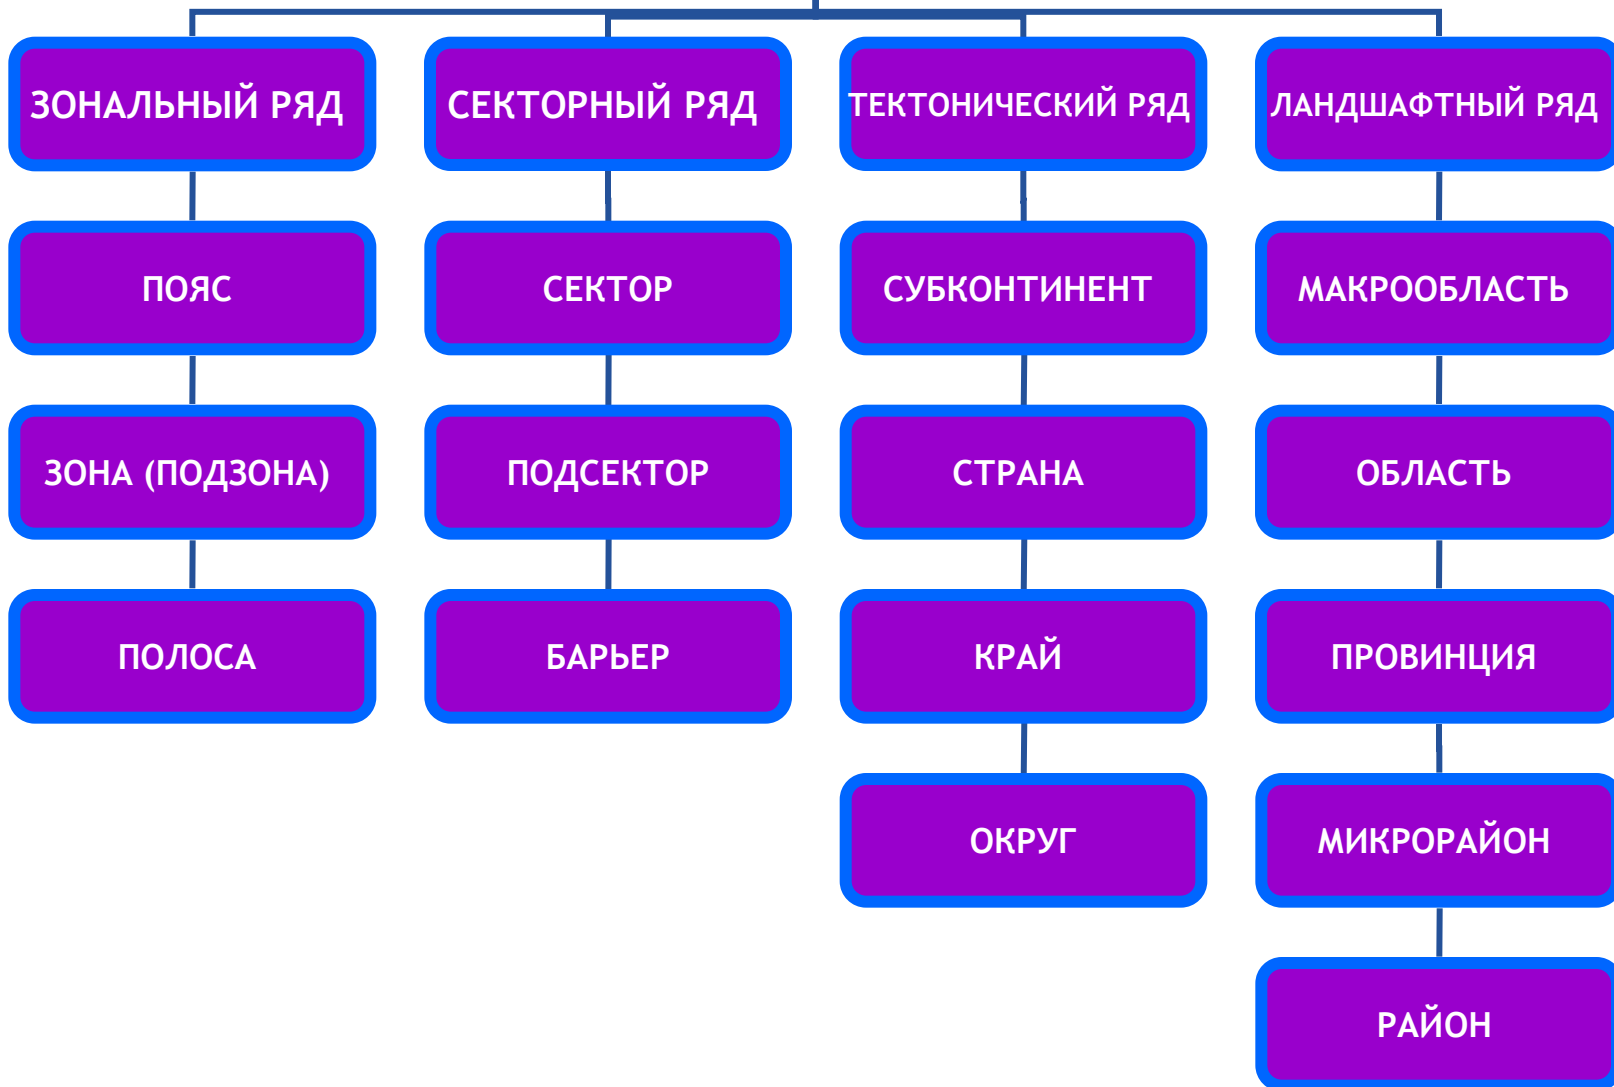 ЗОНАЛЬНЫЙ РЯД
СЕКТОРНЫЙ РЯД
ТЕКТОНИЧЕСКИЙ РЯД
ЛАНДШАФТНЫЙ РЯД
ПОЯС
СЕКТОР
СУБКОНТИНЕНТ
МАКРООБЛАСТЬ
ЗОНА (ПОДЗОНА)
ПОДСЕКТОР
СТРАНА
ОБЛАСТЬ
ПОЛОСА
БАРЬЕР
КРАЙ
ПРОВИНЦИЯ
ОКРУГ
МИКРОРАЙОН
РАЙОН